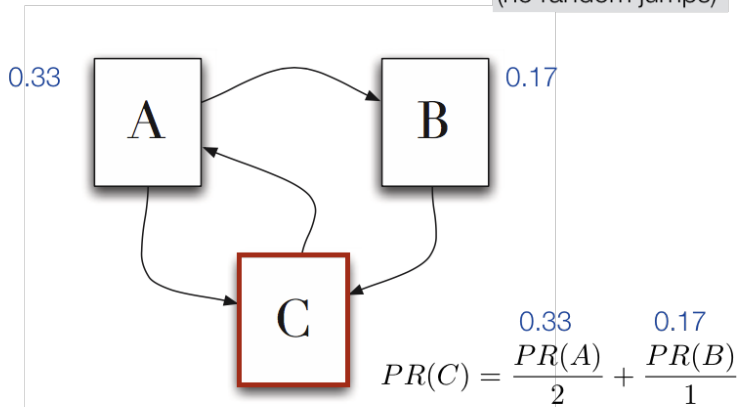 (no random jumps)
0.33
0.17
A
B
C
0.33 0.17
PR(C) = PR(A)/2 + PR(B)/1